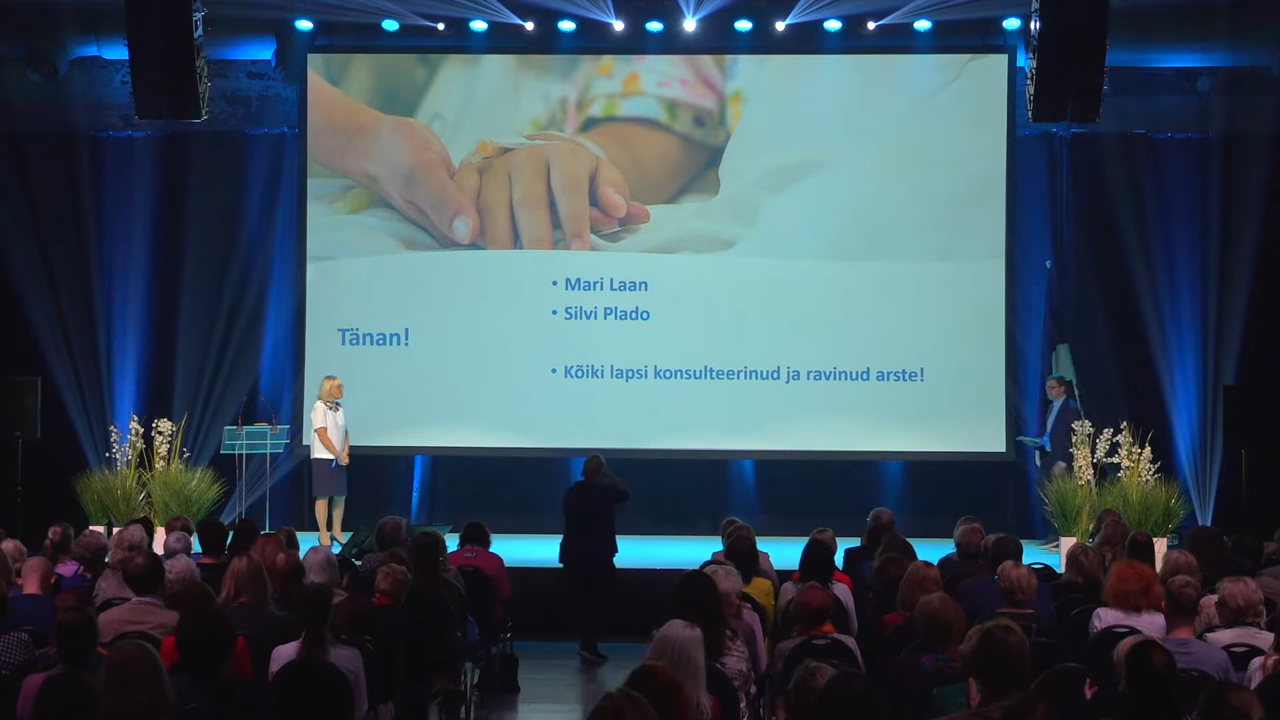 • Mari Laan
• Silvi Plado
Tänan!
• Kõiki lapsi konsulteerinud ja ravinud arste!